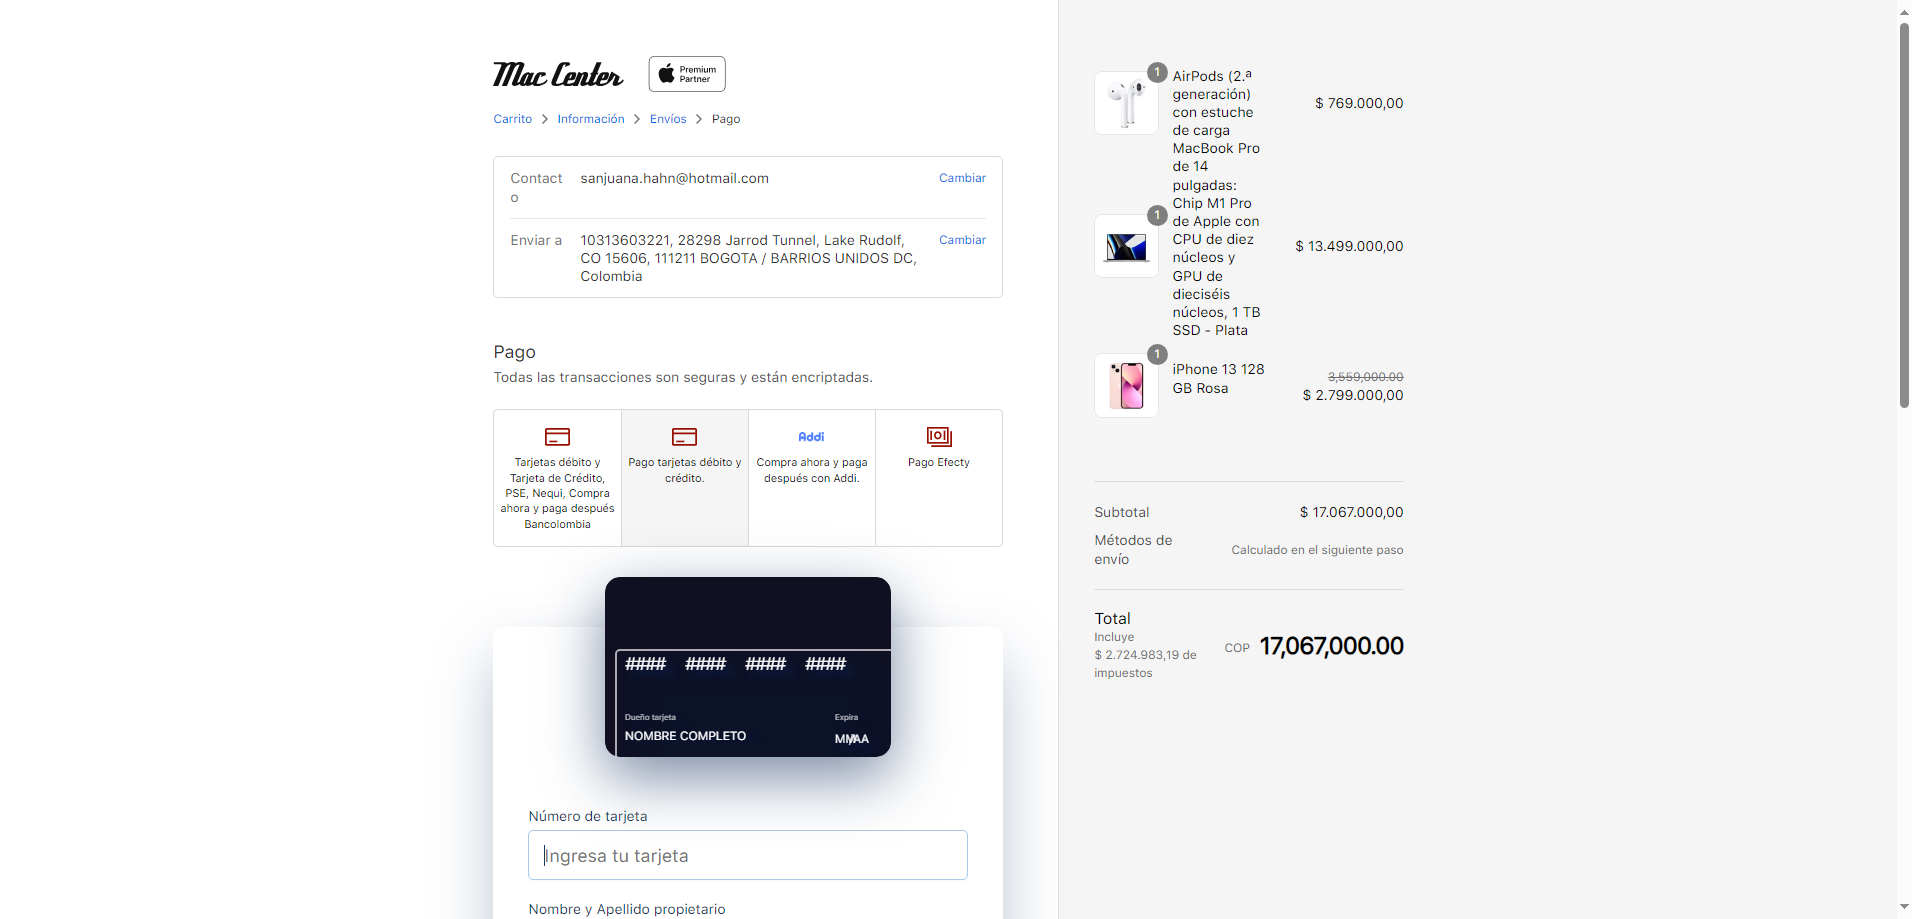 Mac Center
Premium
Partner
Carrito > Información > Envíos > Pago
Contact
o
sanjuana.hahn@hotmail.com
Cambiar
Enviar a
10313603221, 28298 Jarrod Tunnel, Lake Rudolf,
CO 15606, 111211 BOGOTA / BARRIOS UNIDOS DC,
Colombia
Cambiar
Pago
Todas las transacciones son seguras y están encriptadas.
Tarjetas débito y
Tarjeta de Crédito,
PSE, Nequi, Compra
ahora y paga después
Bancolombia
Pago tarjetas débito y
crédito.
Addi
Compra ahora y paga
después con Addi.
Pago Efecty
#### #### #### ####
Dueño tarjeta
NOMBRE COMPLETO
Expira
MM/AA
Número de tarjeta
Ingresa tu tarjeta
Nombre y Apellido propietario
1
AirPods (2.ª
generación)
con estuche
de carga
$ 769.000,00
1
MacBook Pro
de 14
pulgadas:
Chip M1 Pro
de Apple con
CPU de diez
núcleos y
GPU de
dieciséis
núcleos, 1 TB
SSD - Plata
$ 13.499.000,00
1
iPhone 13 128
GB Rosa
3,559,000.00
$ 2.799.000,00
Subtotal
$ 17.067.000,00
Métodos de
envío
Calculado en el siguiente paso
Total
Incluye
$ 2.724.983,19 de
impuestos
COP 17,067,000.00